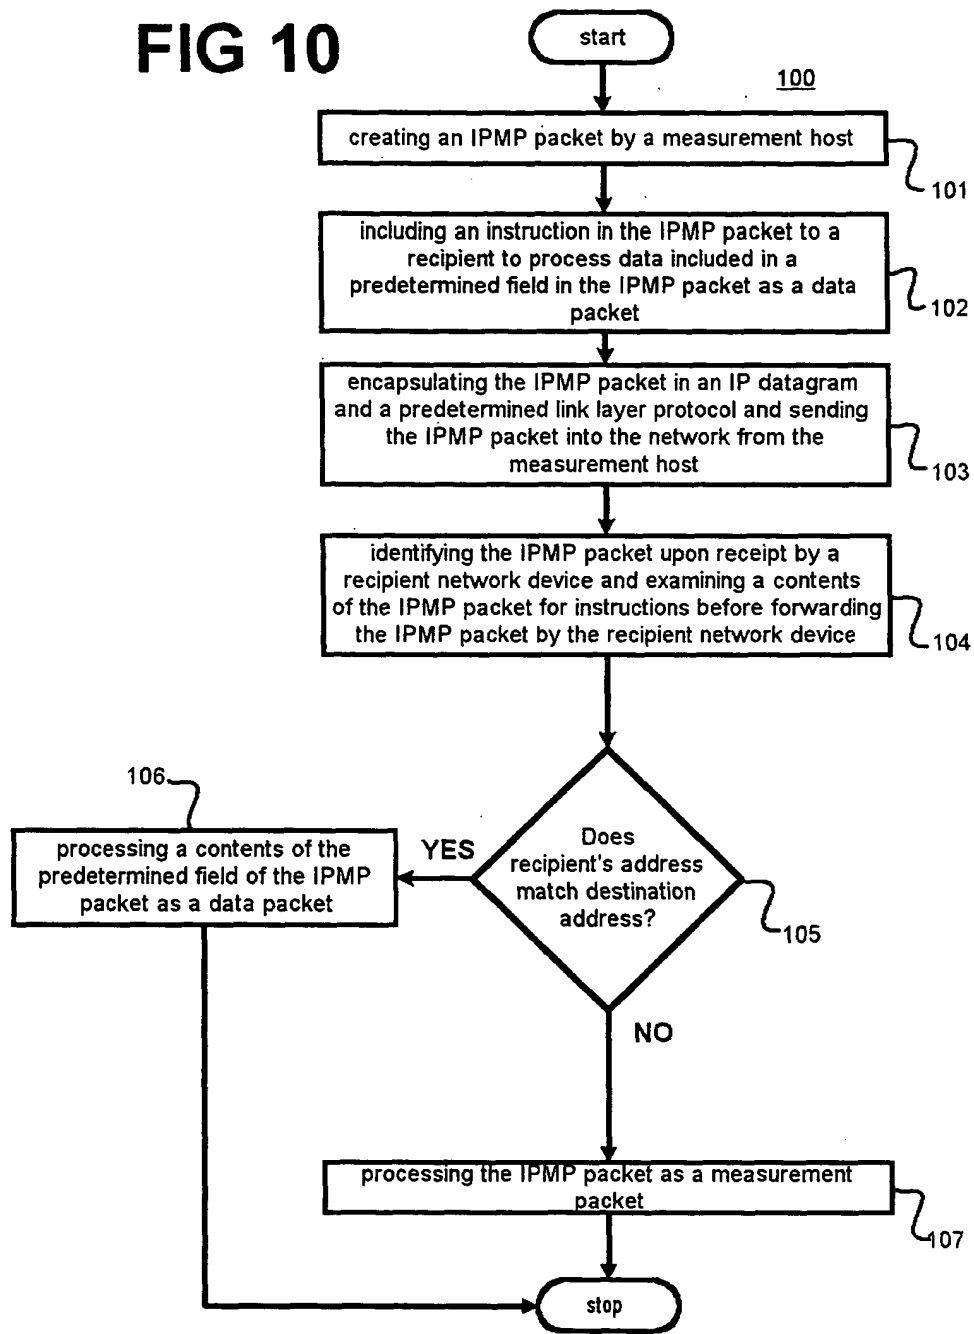 FIG 10
start
100
creating an IPMP packet by a measurement host
101
including an instruction in the IPMP packet to a
recipient to process data included in a
predetermined field in the IPMP packet as a data
packet
102
encapsulating the IPMP packet in an IP datagram
and a predetermined link layer protocol and sending
the IPMP packet into the network from the
measurement host
103
identifying the IPMP packet upon receipt by a
recipient network device and examining a contents
of the IPMP packet for instructions before forwarding
the IPMP packet by the recipient network device
104
Does
recipient's address
match destination
address?
105
YES
106
processing a contents of the
predetermined field of the IPMP
packet as a data packet
NO
processing the IPMP packet as a measurement
packet
107
stop